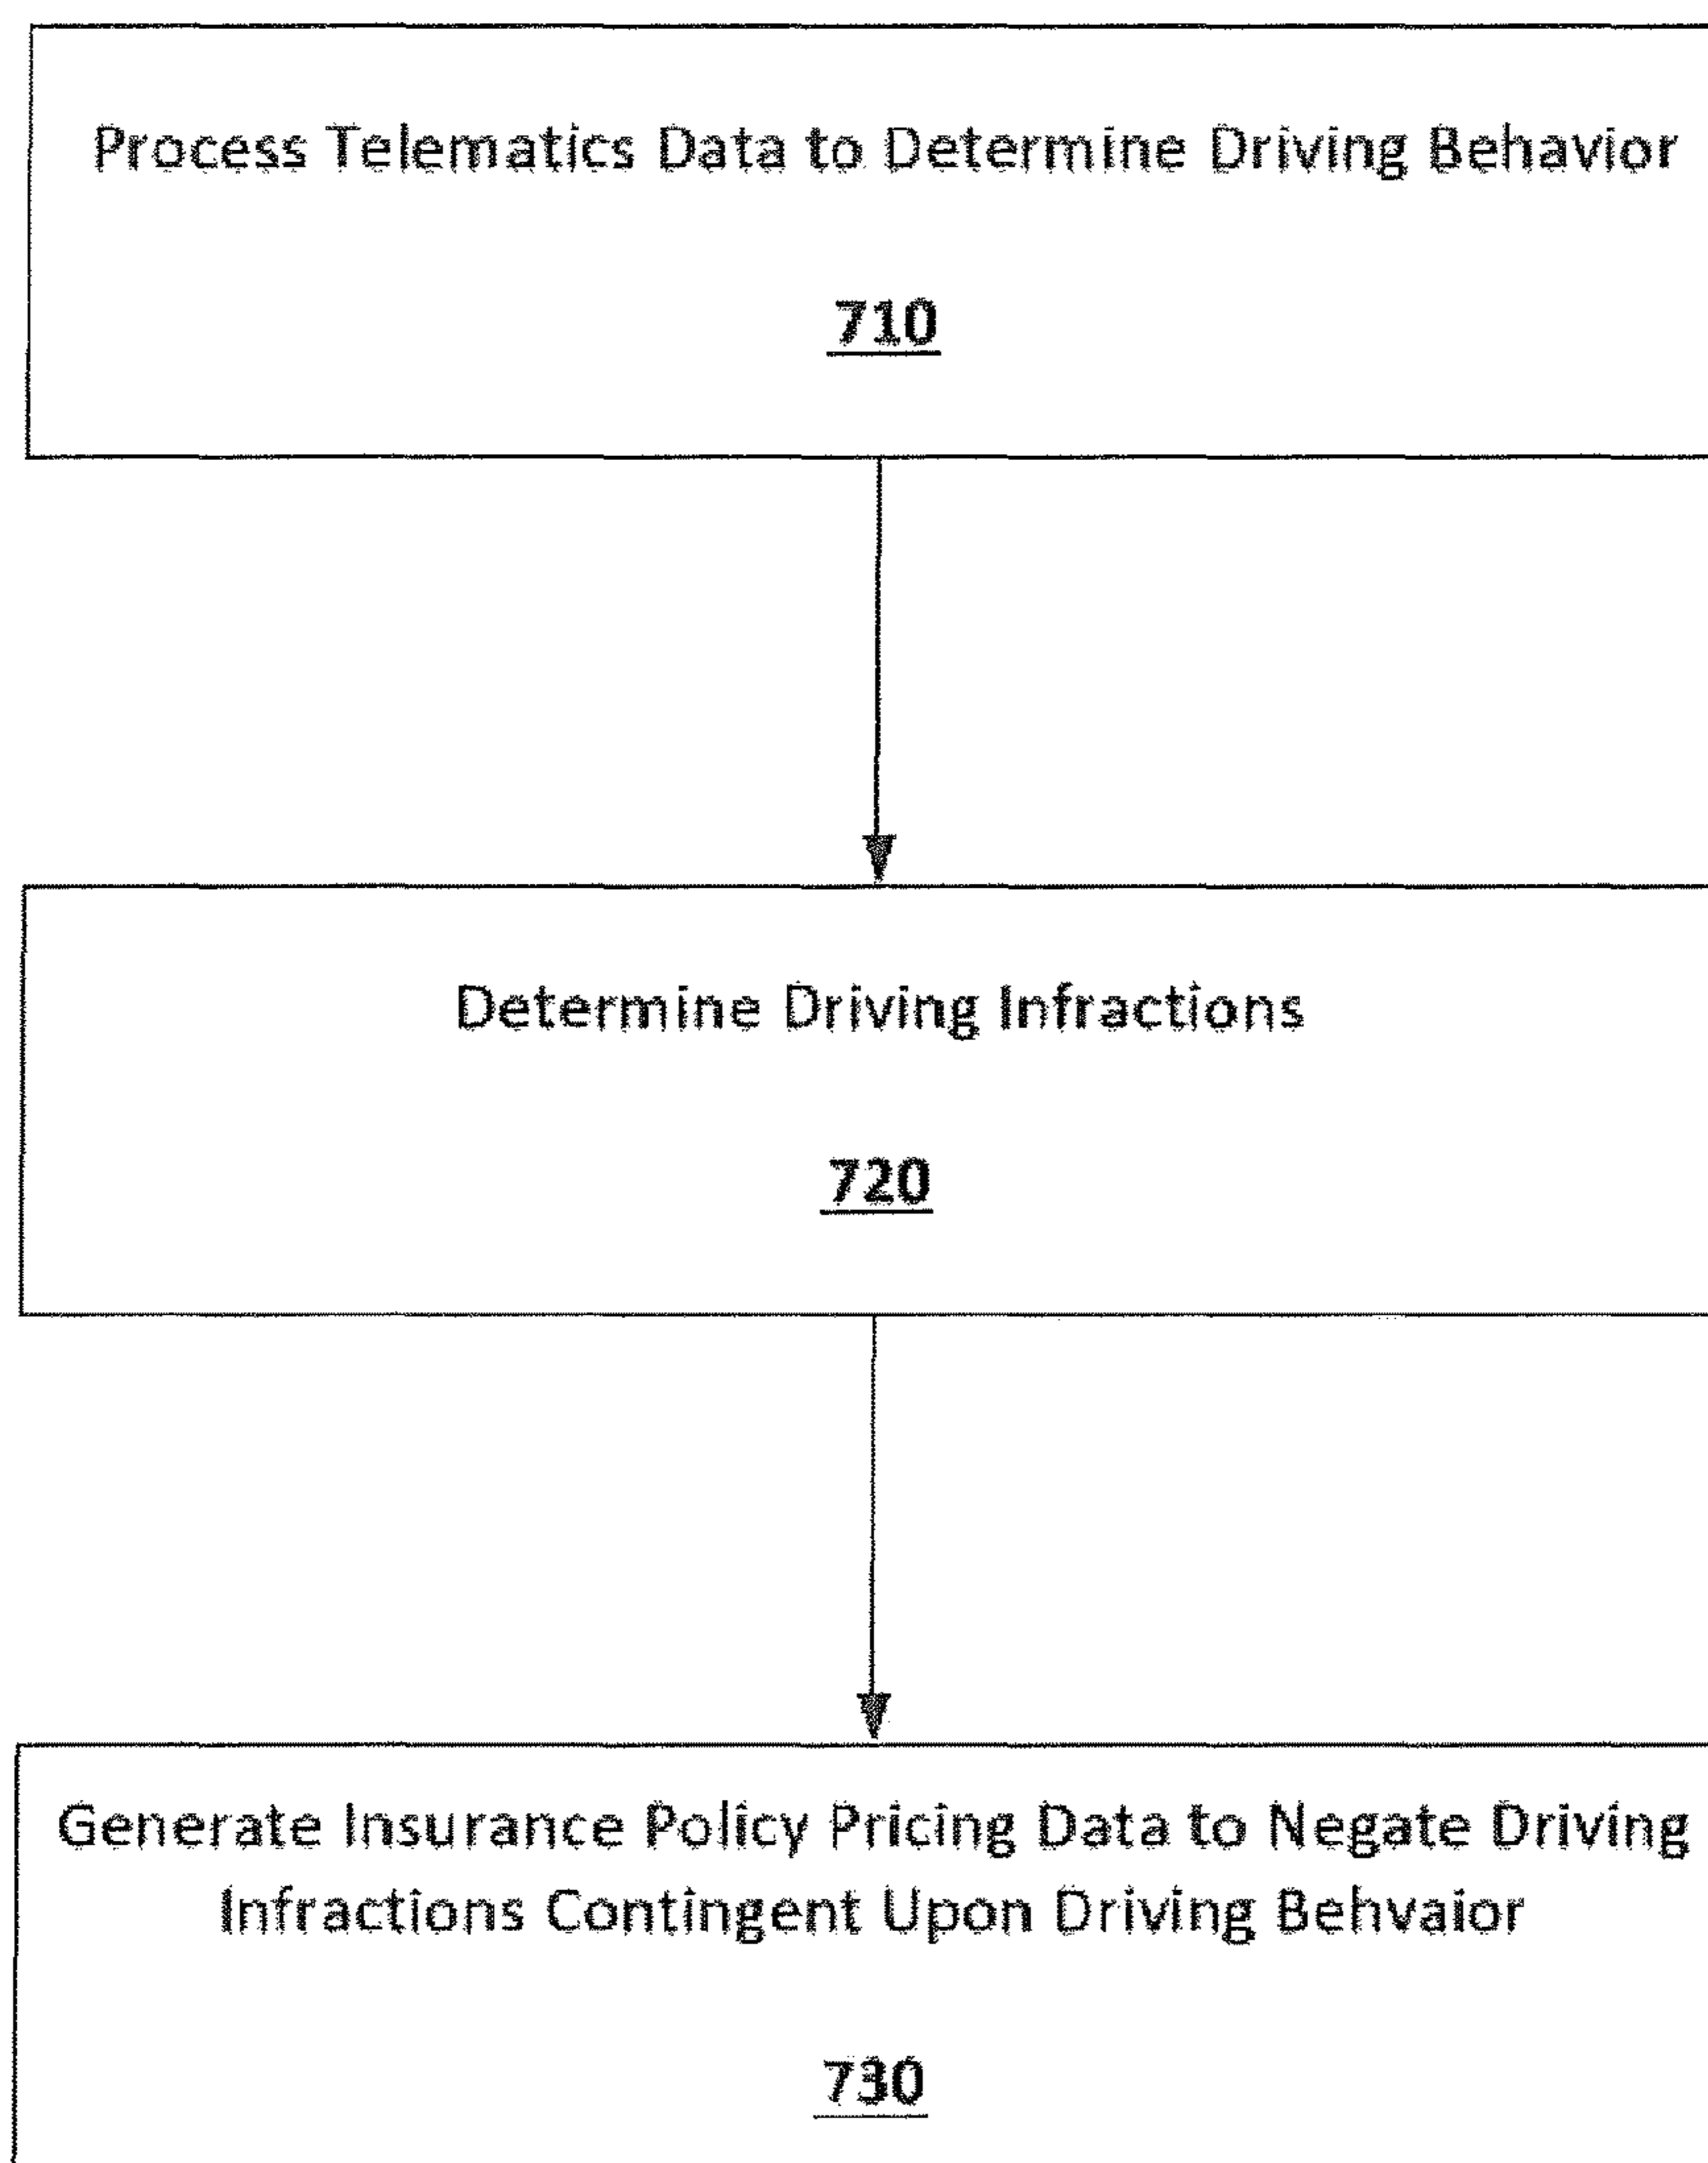 Process Telematics Data to Determine Driving Behavior
710
Determine Driving Infractions
720
Generate Insurance Policy Pricing Data to Negate Driving
Infractions Contingent Upon Driving Behvaior
730